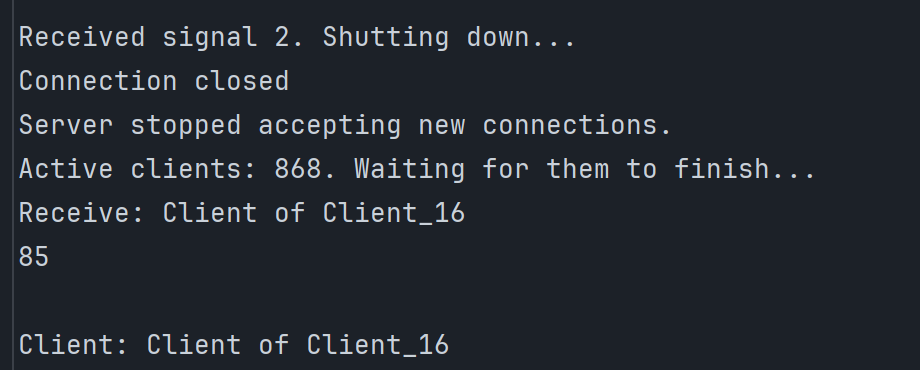 Received signal 2. Shutting down...
Connection closed
Server stopped accepting new connections.
Active clients: 868. Waiting for them to finish...
Receive: Client of Client_16
85
Client: Client of Client_16